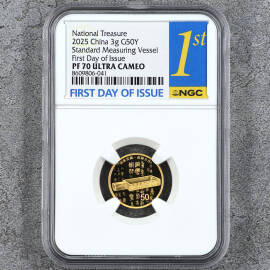 National Treasure
2025 China 3g G50Y
Standard Measuring Vessel
First Day of Issue
PF 70 ULTRA CAMEO
8609806-041
1st
NGC
FIRST DAY OF ISSUE
50